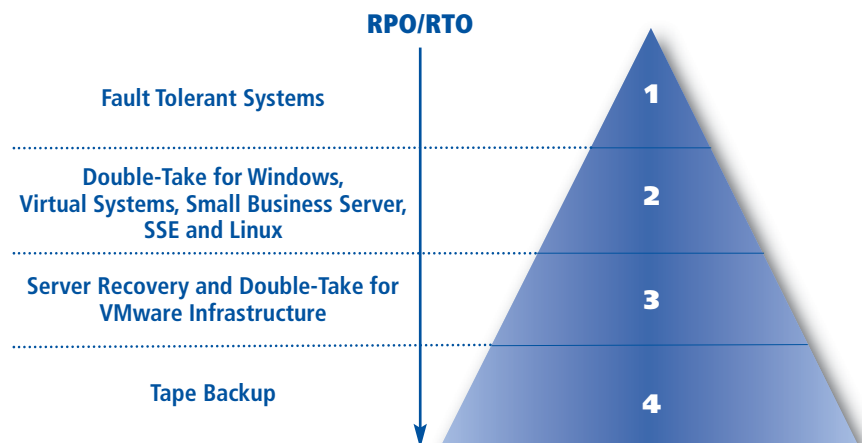 RPO/RTO
Fault Tolerant Systems
1
Double-Take for Windows,
Virtual Systems, Small Business Server,
SSE and Linux
2
Server Recovery and Double-Take for
VMware Infrastructure
3
Tape Backup
4